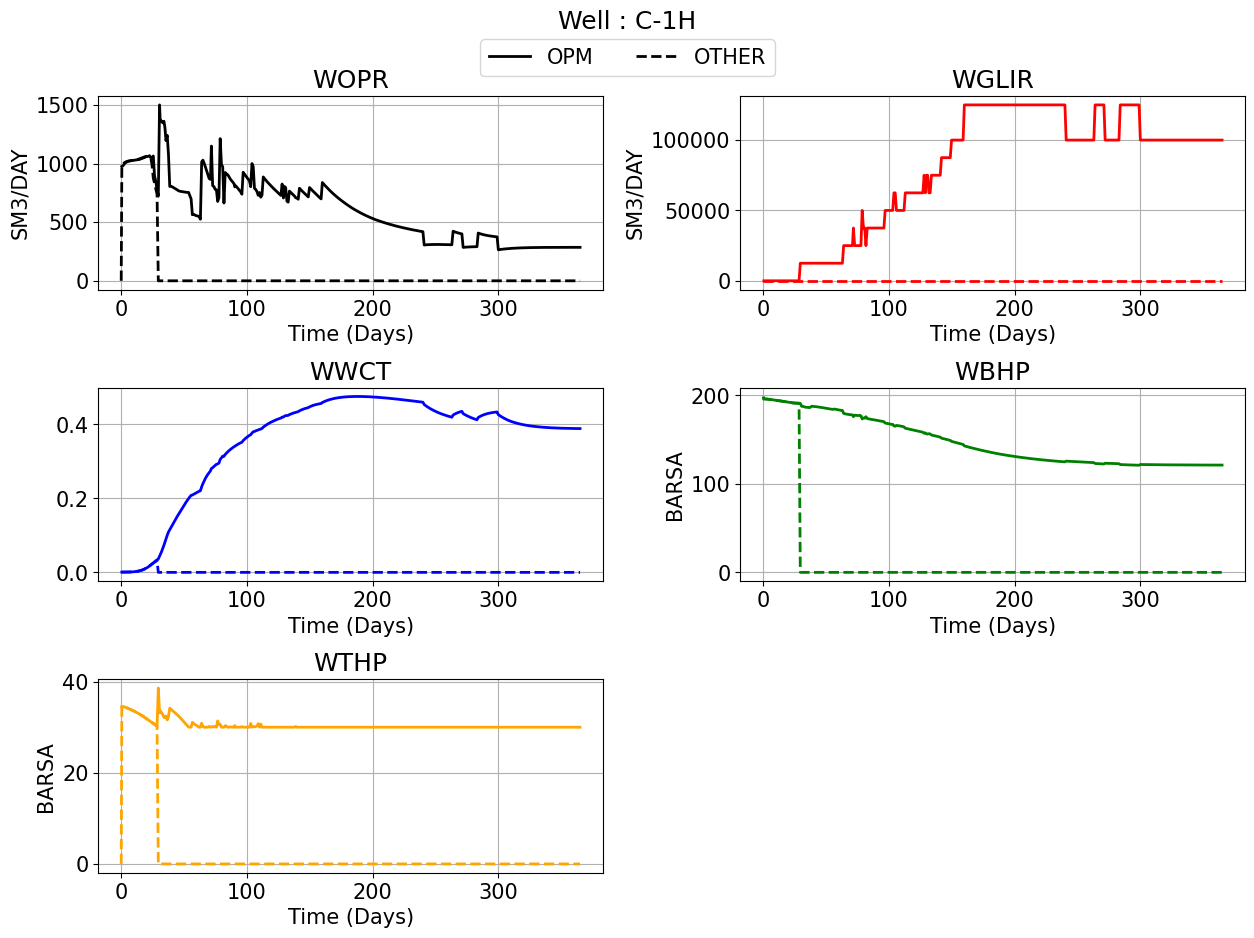 Well : C-1H
OPM OTHER
WOPR
1500
1000
500
0
SM3/DAY
0 100 200 300
Time (Days)
WGLIR
100000
50000
0
SM3/DAY
0 100 200 300
Time (Days)
WWCT
0.4
0.2
0.0
0 100 200 300
Time (Days)
WBHP
200
100
0
BARSA
0 100 200 300
Time (Days)
WTHP
40
20
0
BARSA
0 100 200 300
Time (Days)